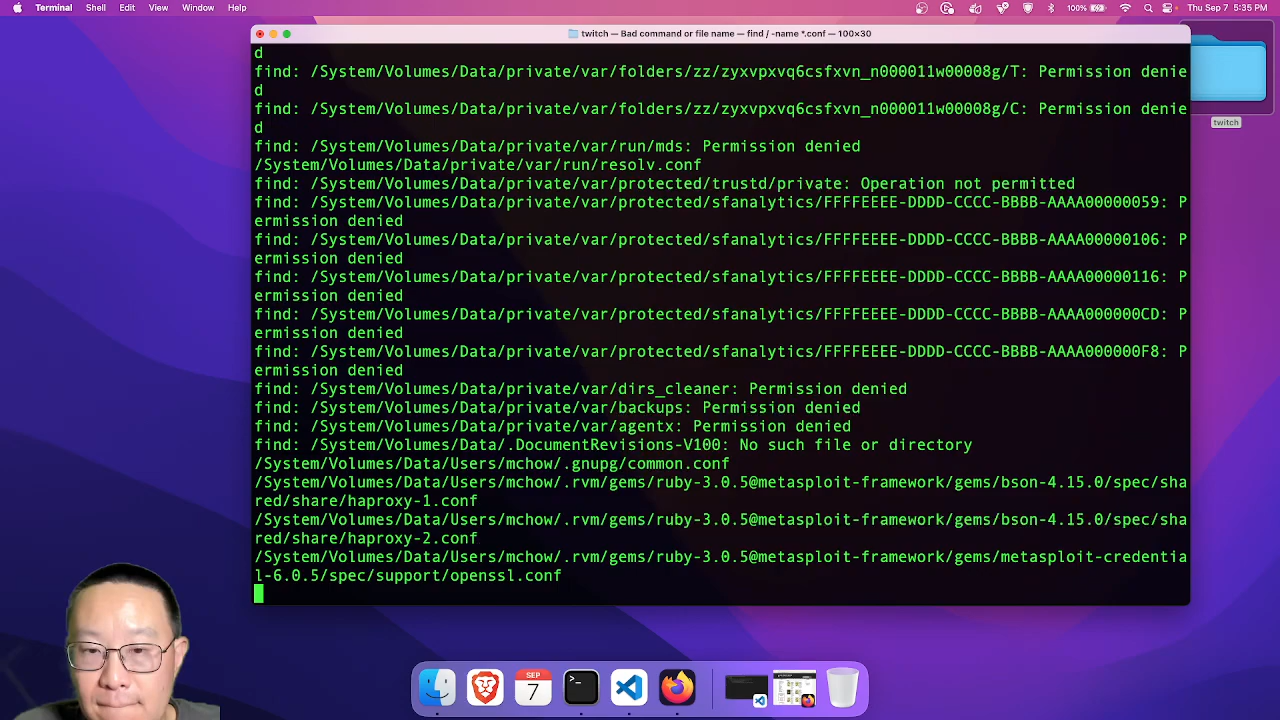 Terminal Shell Edit View Window Help 100% Thu Sep 7 5:35 PM
twitch — Bad command or file name — find / -name *.conf — 100×30
d
find: /System/Volumes/Data/private/var/folders/zz/zyxvpxvq6csfxvn_n000011w00008g/T: Permission denie
d
find: /System/Volumes/Data/private/var/folders/zz/zyxvpxvq6csfxvn_n000011w00008g/C: Permission denie
d
find: /System/Volumes/Data/private/var/run/mds: Permission denied
/System/Volumes/Data/private/var/run/resolv.conf
find: /System/Volumes/Data/private/var/protected/trustd/private: Operation not permitted
find: /System/Volumes/Data/private/var/protected/sfanalytics/FFFFEEEE-DDDD-CCCC-BBBB-AAAA00000059: P
ermission denied
find: /System/Volumes/Data/private/var/protected/sfanalytics/FFFFEEEE-DDDD-CCCC-BBBB-AAAA00000106: P
ermission denied
find: /System/Volumes/Data/private/var/protected/sfanalytics/FFFFEEEE-DDDD-CCCC-BBBB-AAAA00000116: P
ermission denied
find: /System/Volumes/Data/private/var/protected/sfanalytics/FFFFEEEE-DDDD-CCCC-BBBB-AAAA000000CD: P
ermission denied
find: /System/Volumes/Data/private/var/protected/sfanalytics/FFFFEEEE-DDDD-CCCC-BBBB-AAAA000000F8: P
ermission denied
find: /System/Volumes/Data/private/var/dirs_cleaner: Permission denied
find: /System/Volumes/Data/private/var/backups: Permission denied
find: /System/Volumes/Data/private/var/agentx: Permission denied
find: /System/Volumes/Data/.DocumentRevisions-V100: No such file or directory
/System/Volumes/Data/Users/mchow/.gnupg/common.conf
/System/Volumes/Data/Users/mchow/.rvm/gems/ruby-3.0.5@metasploit-framework/gems/bson-4.15.0/spec/sha
red/share/haproxy-1.conf
/System/Volumes/Data/Users/mchow/.rvm/gems/ruby-3.0.5@metasploit-framework/gems/bson-4.15.0/spec/sha
red/share/haproxy-2.conf
/System/Volumes/Data/Users/mchow/.rvm/gems/ruby-3.0.5@metasploit-framework/gems/metasploit-credentia
l-6.0.5/spec/support/openssl.conf
twitch
SEP
7
>_